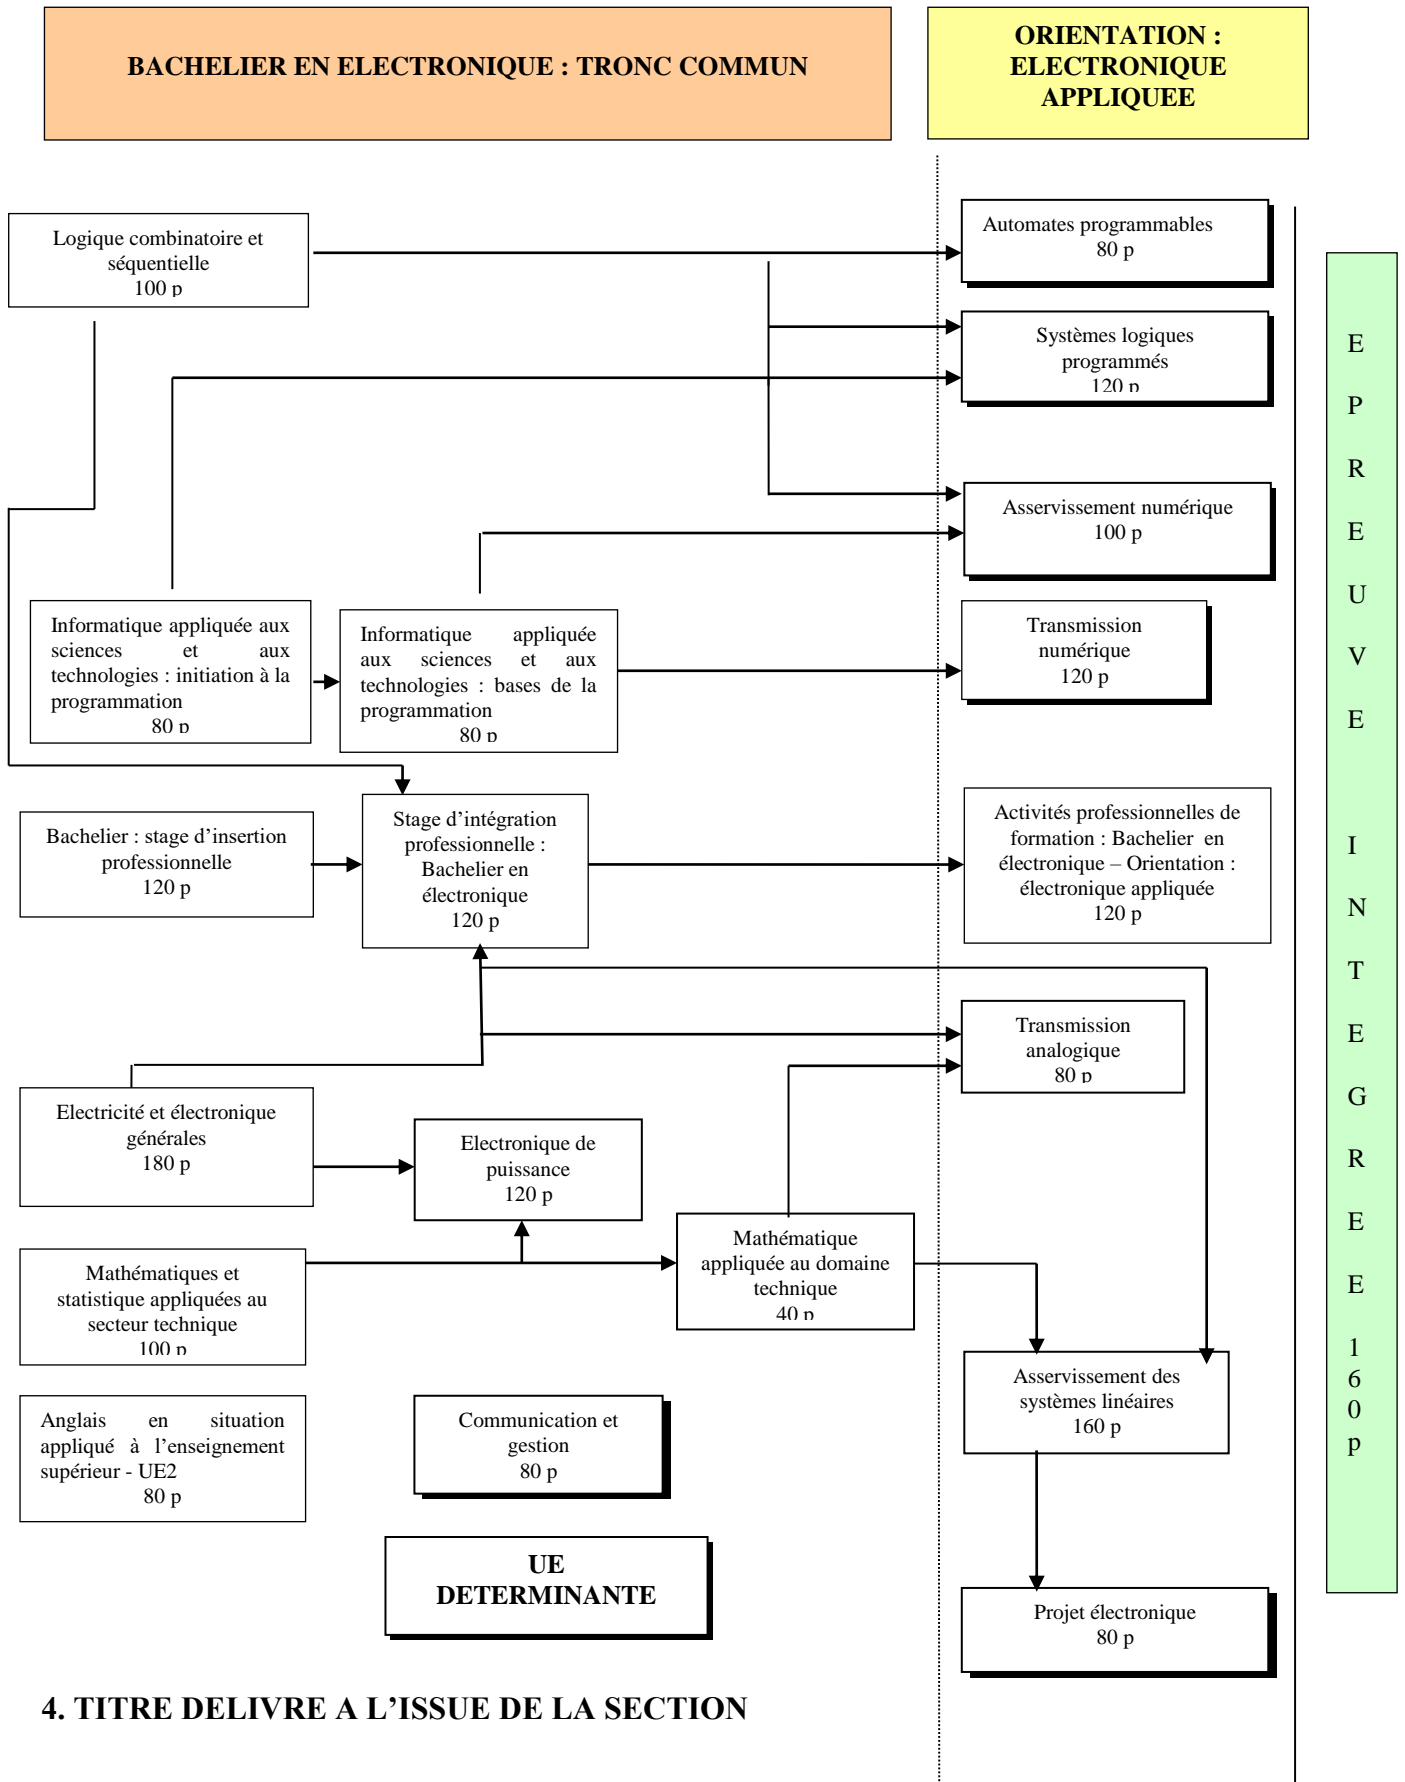 BACHELIER EN ELECTRONIQUE : TRONC COMMUN
ORIENTATION :
ELECTRONIQUE
APPLIQUEE
Logique combinatoire et
séquentielle
100 p
Automates programmables
80 p
Systèmes logiques
programmés
120 p
Asservissement numérique
100 p
Informatique appliquée aux
sciences et aux
technologies : initiation à la
programmation
80 p
Informatique appliquée
aux sciences et aux
technologies : bases de la
programmation
80 p
Transmission
numérique
120 p
Bachelier : stage d’insertion
professionnelle
120 p
Stage d’intégration
professionnelle :
Bachelier en
électronique
120 p
Activités professionnelles de
formation : Bachelier en
électronique – Orientation :
électronique appliquée
120 p
Transmission
analogique
80 p
Electricité et électronique
générales
180 p
Electronique de
puissance
120 p
Mathématiques et
statistique appliquées au
secteur technique
100 p
Mathématique
appliquée au domaine
technique
40 p
Asservissement des
systèmes linéaires
160 p
Anglais en situation
appliqué à l’enseignement
supérieur - UE2
80 p
Communication et
gestion
80 p
UE
DETERMINANTE
Projet électronique
80 p
E
P
R
E
U
V
E
I
N
T
E
G
R
E
E
1
6
0
p
4. TITRE DELIVRE A L’ISSUE DE LA SECTION